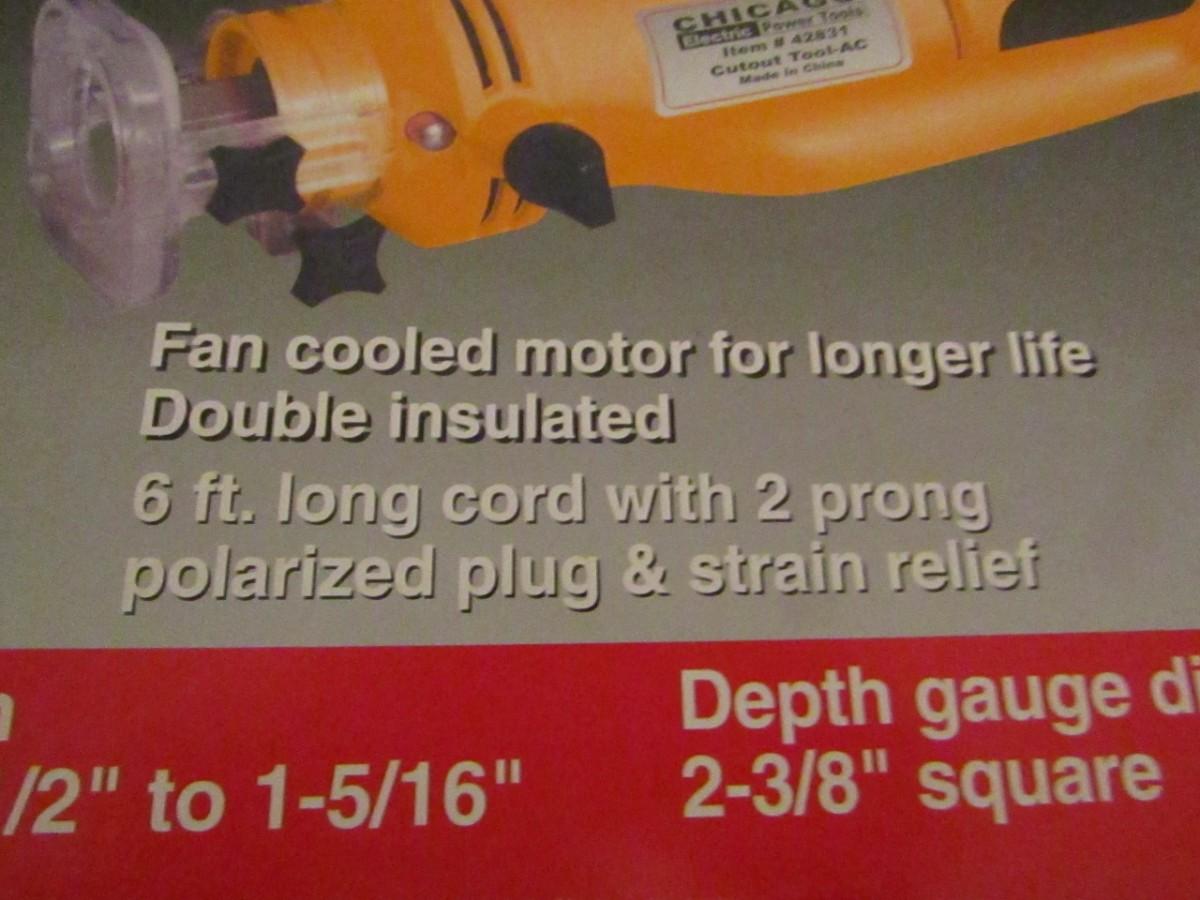 CHICAGO
Electric Power Tools
Item # 42831
Cutout Tool-AC
Made in China
Fan cooled motor for longer life
Double insulated
6 ft. long cord with 2 prong
polarized plug & strain relief
/2" to 1-5/16"
Depth gauge di
2-3/8" square